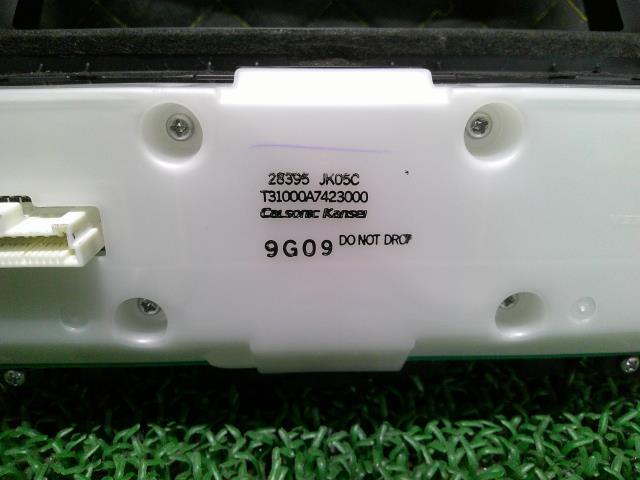 28395 JK05C
T31000A7423000
Calsonic Kansei
9G09 DO NOT DROP